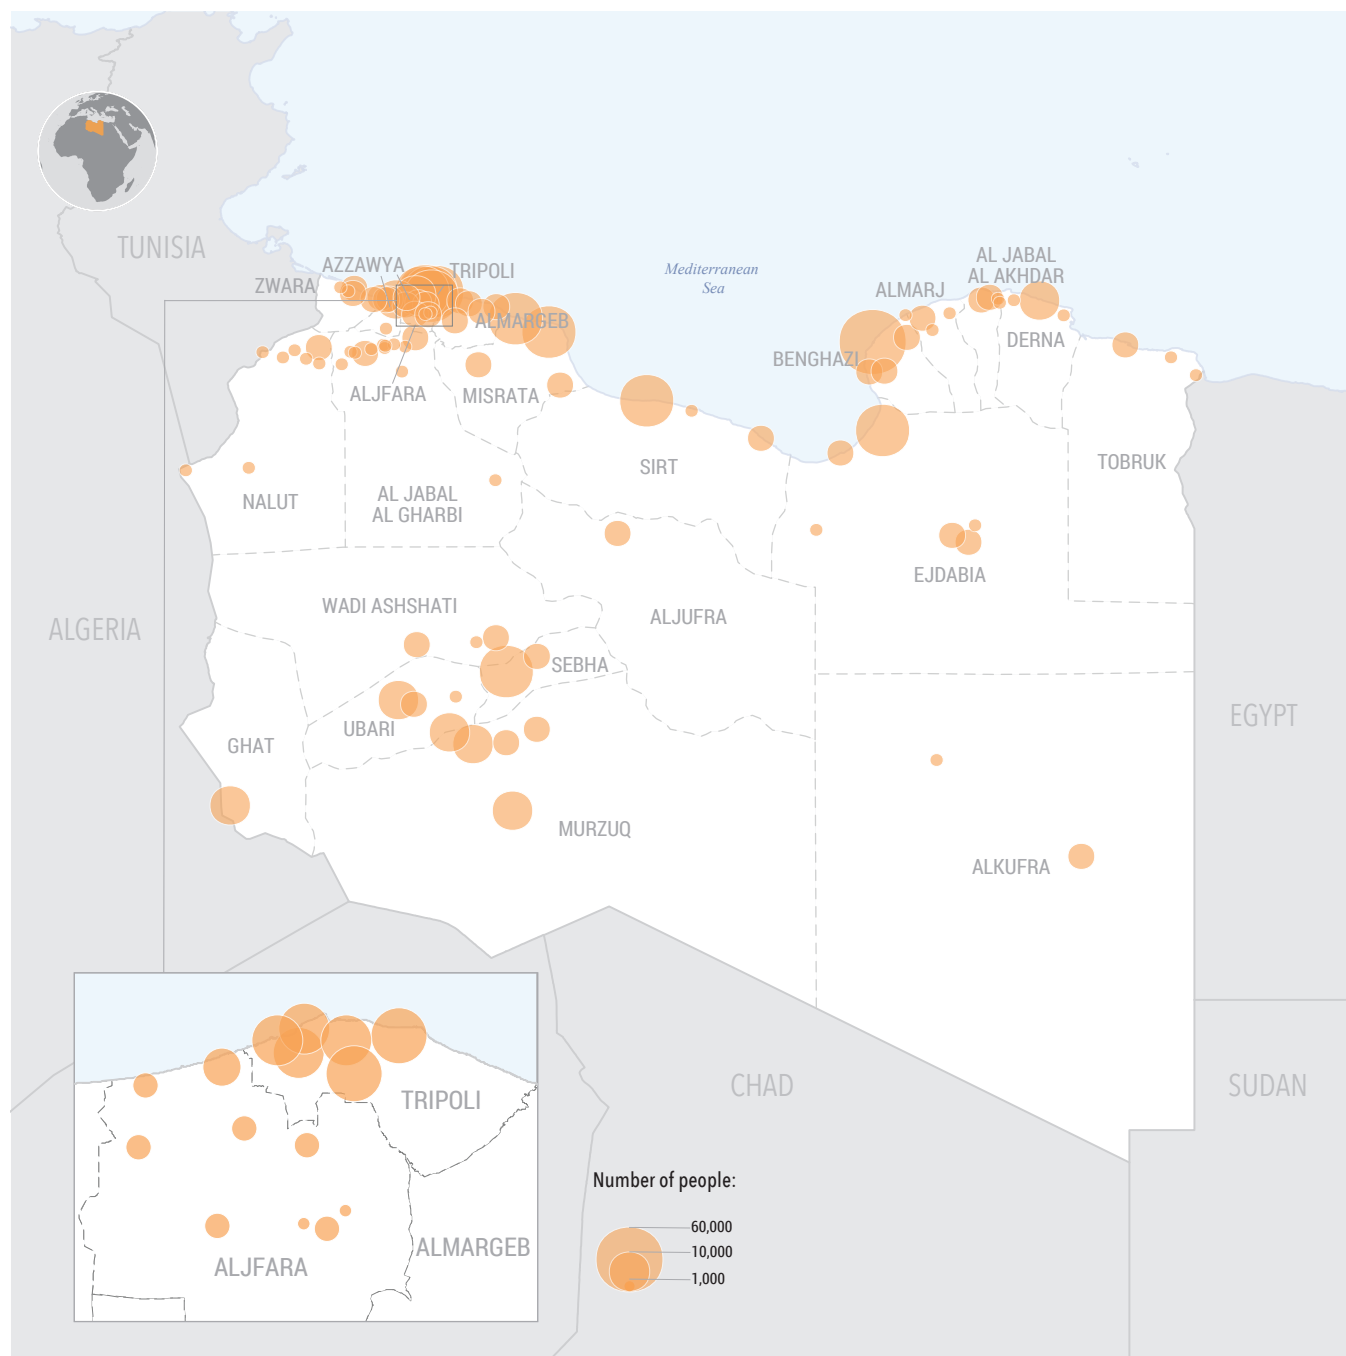 TUNISIA
AZZAWYA
TRIPOLI
ZWARA
Mediterranean
Sea
AL JABAL
AL AKHDAR
ALMARJ
ALMARGEB
DERNA
BENGHAZI
ALJFARA
MISRATA
SIRT
TOBRUK
NALUT
AL JABAL
AL GHARBI
EJDABIA
WADI ASHSHATI
ALJUFRA
ALGERIA
SEBHA
UBARI
GHAT
EGYPT
MURZUQ
ALKUFRA
CHAD
SUDAN
TRIPOLI
ALJFARA
ALMARGEB
Number of people:
60,000
10,000
1,000